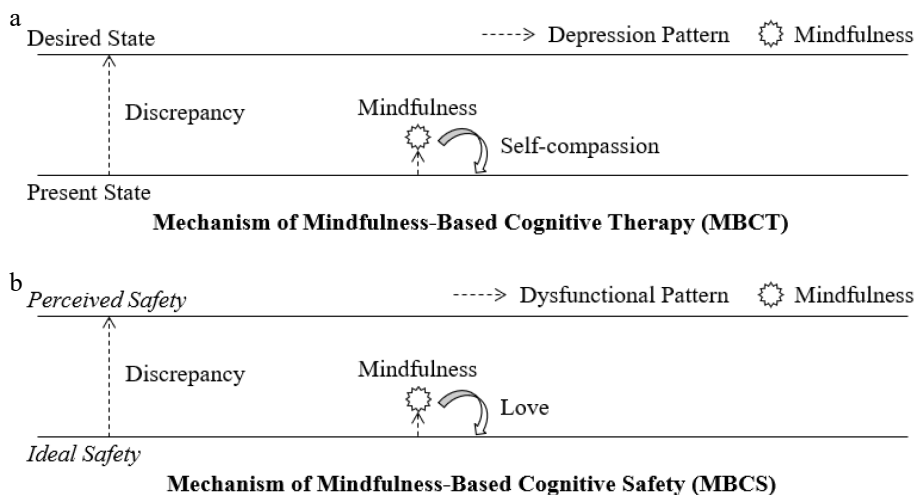 a
Desired State
Depression Pattern
Mindfulness
Discrepancy
Mindfulness
Self-compassion
Present State
Mechanism of Mindfulness-Based Cognitive Therapy (MBCT)
b
Perceived Safety
Dysfunctional Pattern
Mindfulness
Discrepancy
Mindfulness
Love
Ideal Safety
Mechanism of Mindfulness-Based Cognitive Safety (MBCS)